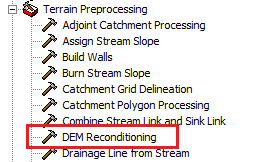 Terrain Preprocessing
Adjoint Catchment Processing
Assign Stream Slope
Build Walls
Burn Stream Slope
Catchment Grid Delineation
Catchment Polygon Processing
Combine Stream Link and Sink Link
DEM Reconditioning
Drainage Line from Stream